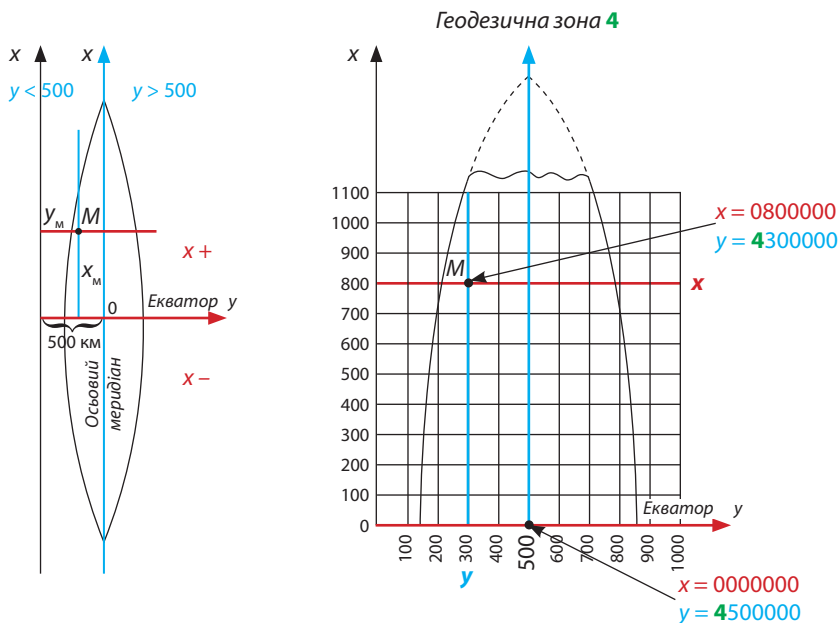 Геодезична зона 4
x
x
y < 500
y > 500
yм
M
x +
xм
0
Екватор y
500 км
x –
Осьовий
меридіан
x
1100
1000
900
800
700
600
500
400
300
200
100
0
M
x
x = 0800000
y = 4300000
Екватор y
100
200
300
400
500
600
700
800
900
1000
y
x = 0000000
y = 4500000